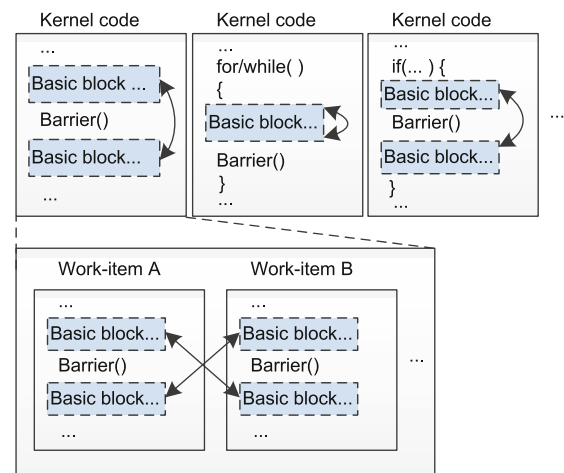 Kernel code
...
Basic block ...
Barrier()
Basic block...
...
Kernel code
...
for/while( )
{
Basic block...
Barrier()
}
...
Kernel code
...
if(... ) {
Basic block...
Barrier()
Basic block...
}
...
...
Work-item A
...
Basic block...
Barrier()
Basic block...
...
Work-item B
...
Basic block...
Barrier()
Basic block...
...
...